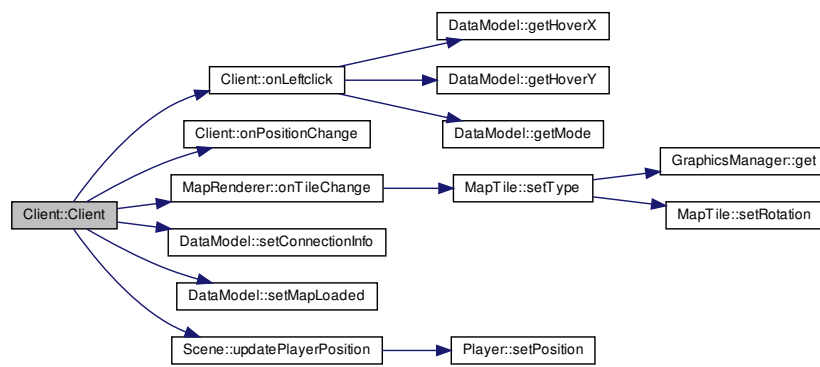 DataModel::getHoverX
Client::onLeftclick
DataModel::getHoverY
Client::onPositionChange
DataModel::getMode
GraphicsManager::get
MapRenderer::onTileChange
MapTile::setType
Client::Client
MapTile::setRotation
DataModel::setConnectionInfo
DataModel::setMapLoaded
Scene::updatePlayerPosition
Player::setPosition